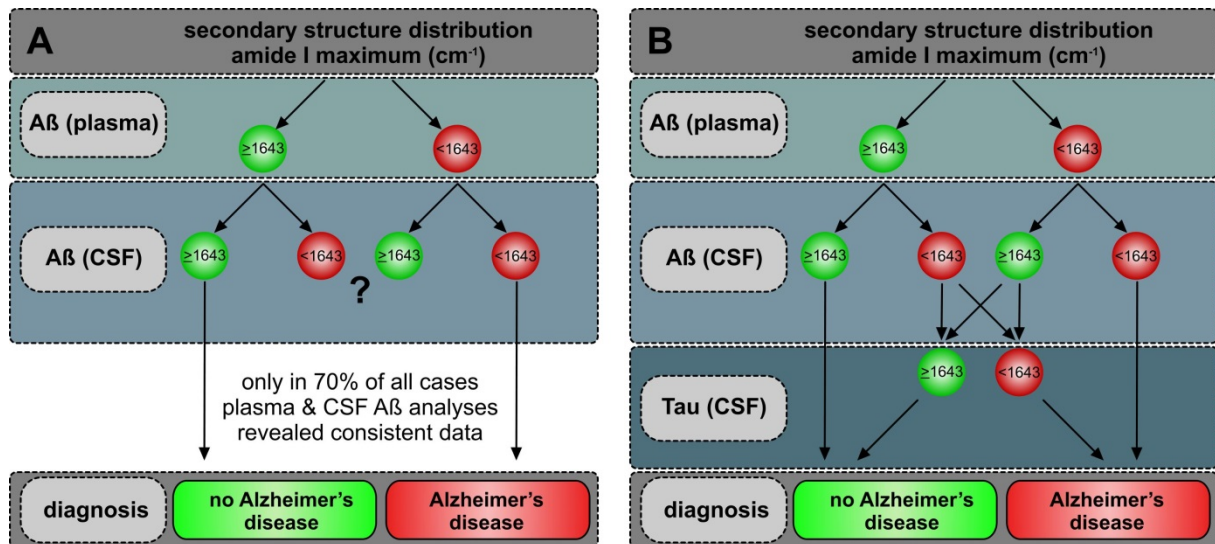 A
secondary structure distribution
amide I maximum (cm⁻¹)
Aß (plasma)
≥1643
<1643
Aß (CSF)
≥1643
<1643
≥1643
<1643
?
only in 70% of all cases
plasma & CSF Aß analyses
revealed consistent data
diagnosis
no Alzheimer's
disease
Alzheimer's
disease
B
secondary structure distribution
amide I maximum (cm⁻¹)
Aß (plasma)
≥1643
<1643
Aß (CSF)
≥1643
<1643
≥1643
<1643
Tau (CSF)
≥1643
<1643
diagnosis
no Alzheimer's
disease
Alzheimer's
disease